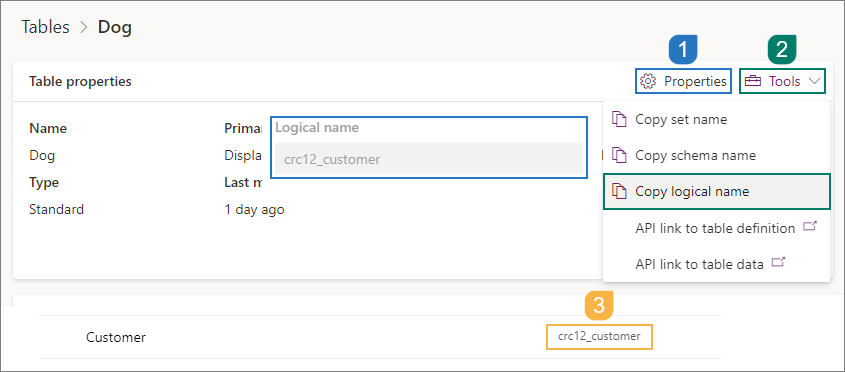 Tables > Dog
1
2
Table properties
Properties
Tools
Name
Primar
Logical name
Copy set name
Dog
Displa
crc12_customer
Copy schema name
Type
Last m
Copy logical name
Standard
1 day ago
API link to table definition
API link to table data
3
Customer
crc12_customer